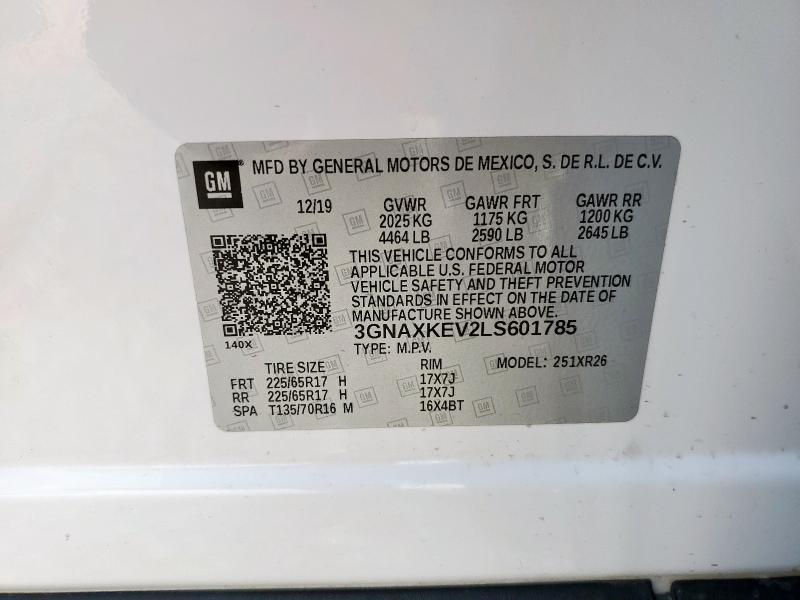 GM MFD BY GENERAL MOTORS DE MEXICO, S. DE R.L. DE C.V.
12/19 GVWR GAWR FRT GAWR RR
2025 KG 1175 KG 1200 KG
4464 LB 2590 LB 2645 LB
THIS VEHICLE CONFORMS TO ALL
APPLICABLE U.S. FEDERAL MOTOR
VEHICLE SAFETY AND THEFT PREVENTION
STANDARDS IN EFFECT ON THE DATE OF
MANUFACTURE SHOWN ABOVE.
140X 3GNAXKEV2LS601785
TYPE: M.P.V. MODEL: 251XR26
TIRE SIZE RIM
FRT 225/65R17 H 17X7J
RR 225/65R17 H 17X7J
SPA T135/70R16 M 16X4BT